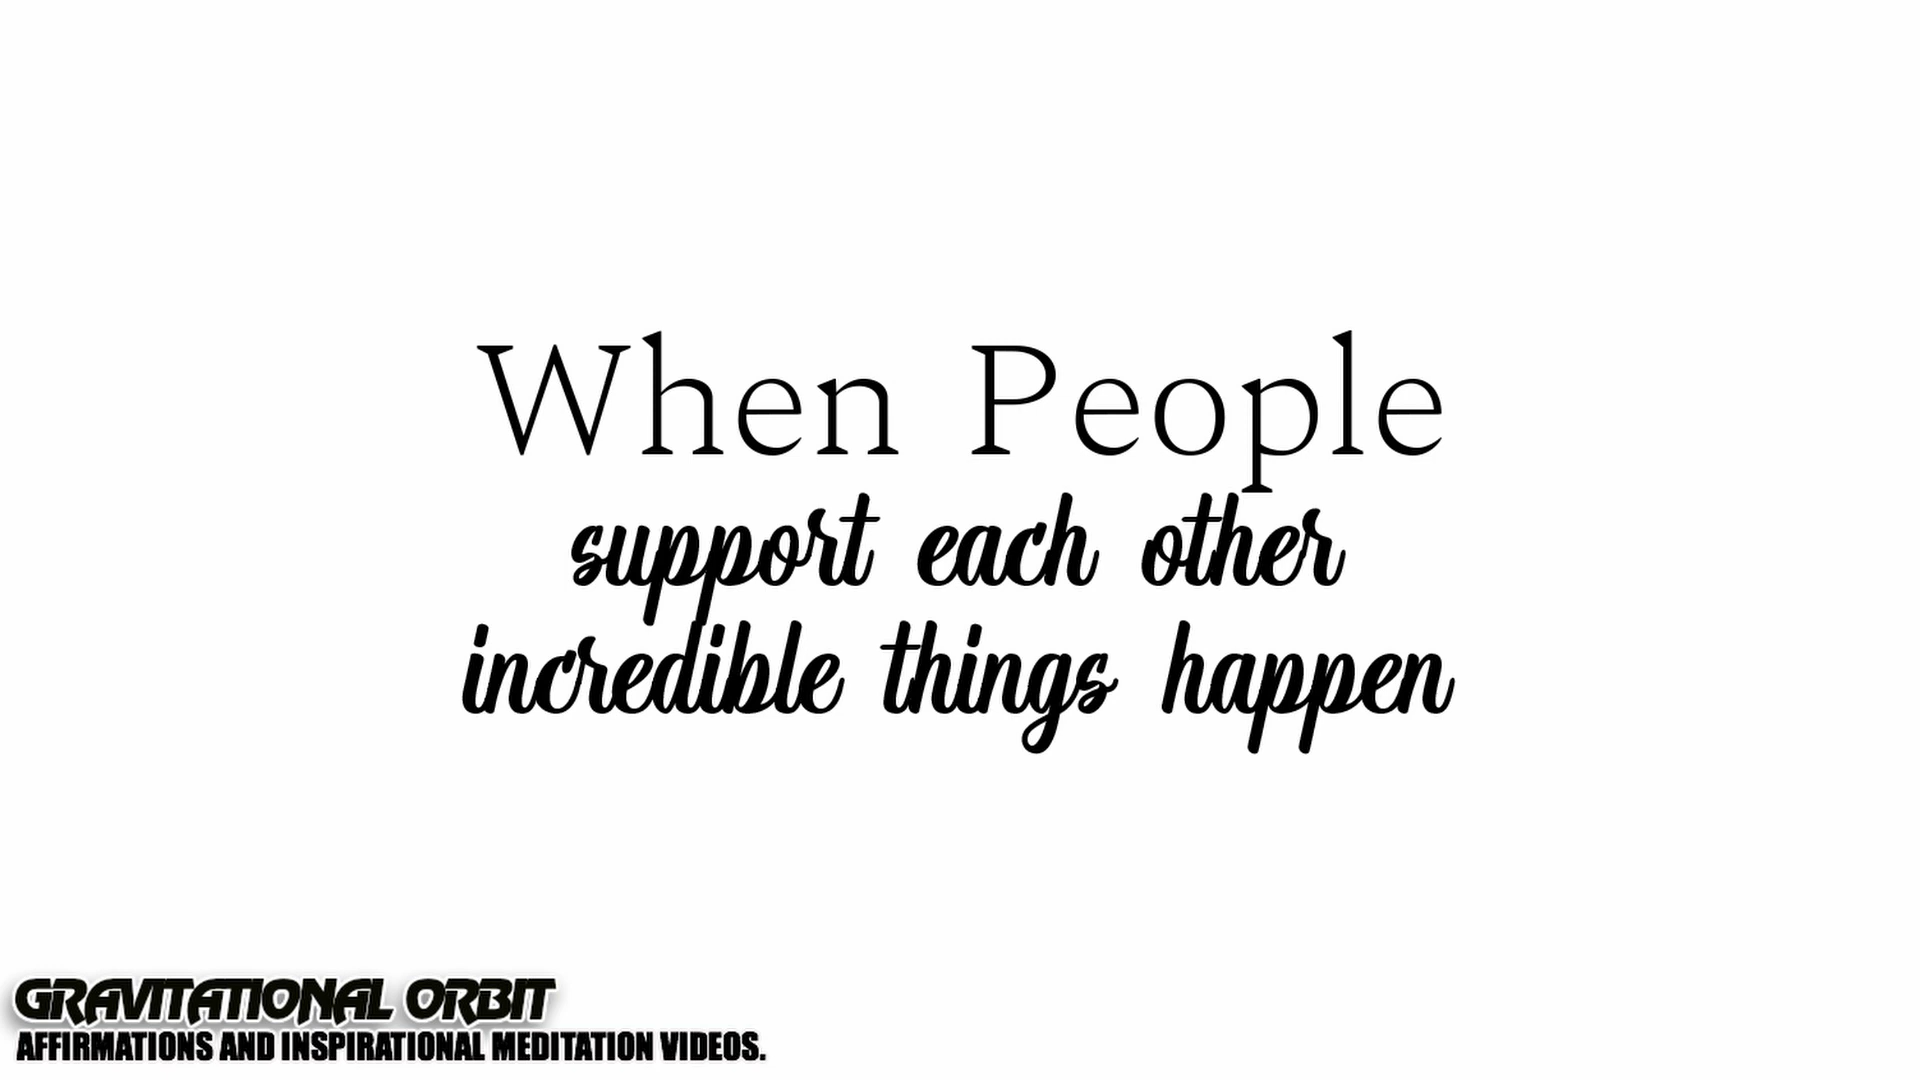 When People
support each other
incredible things happen
GRAVITATIONAL ORBIT
AFFIRMATIONS AND INSPIRATIONAL MEDITATION VIDEOS.